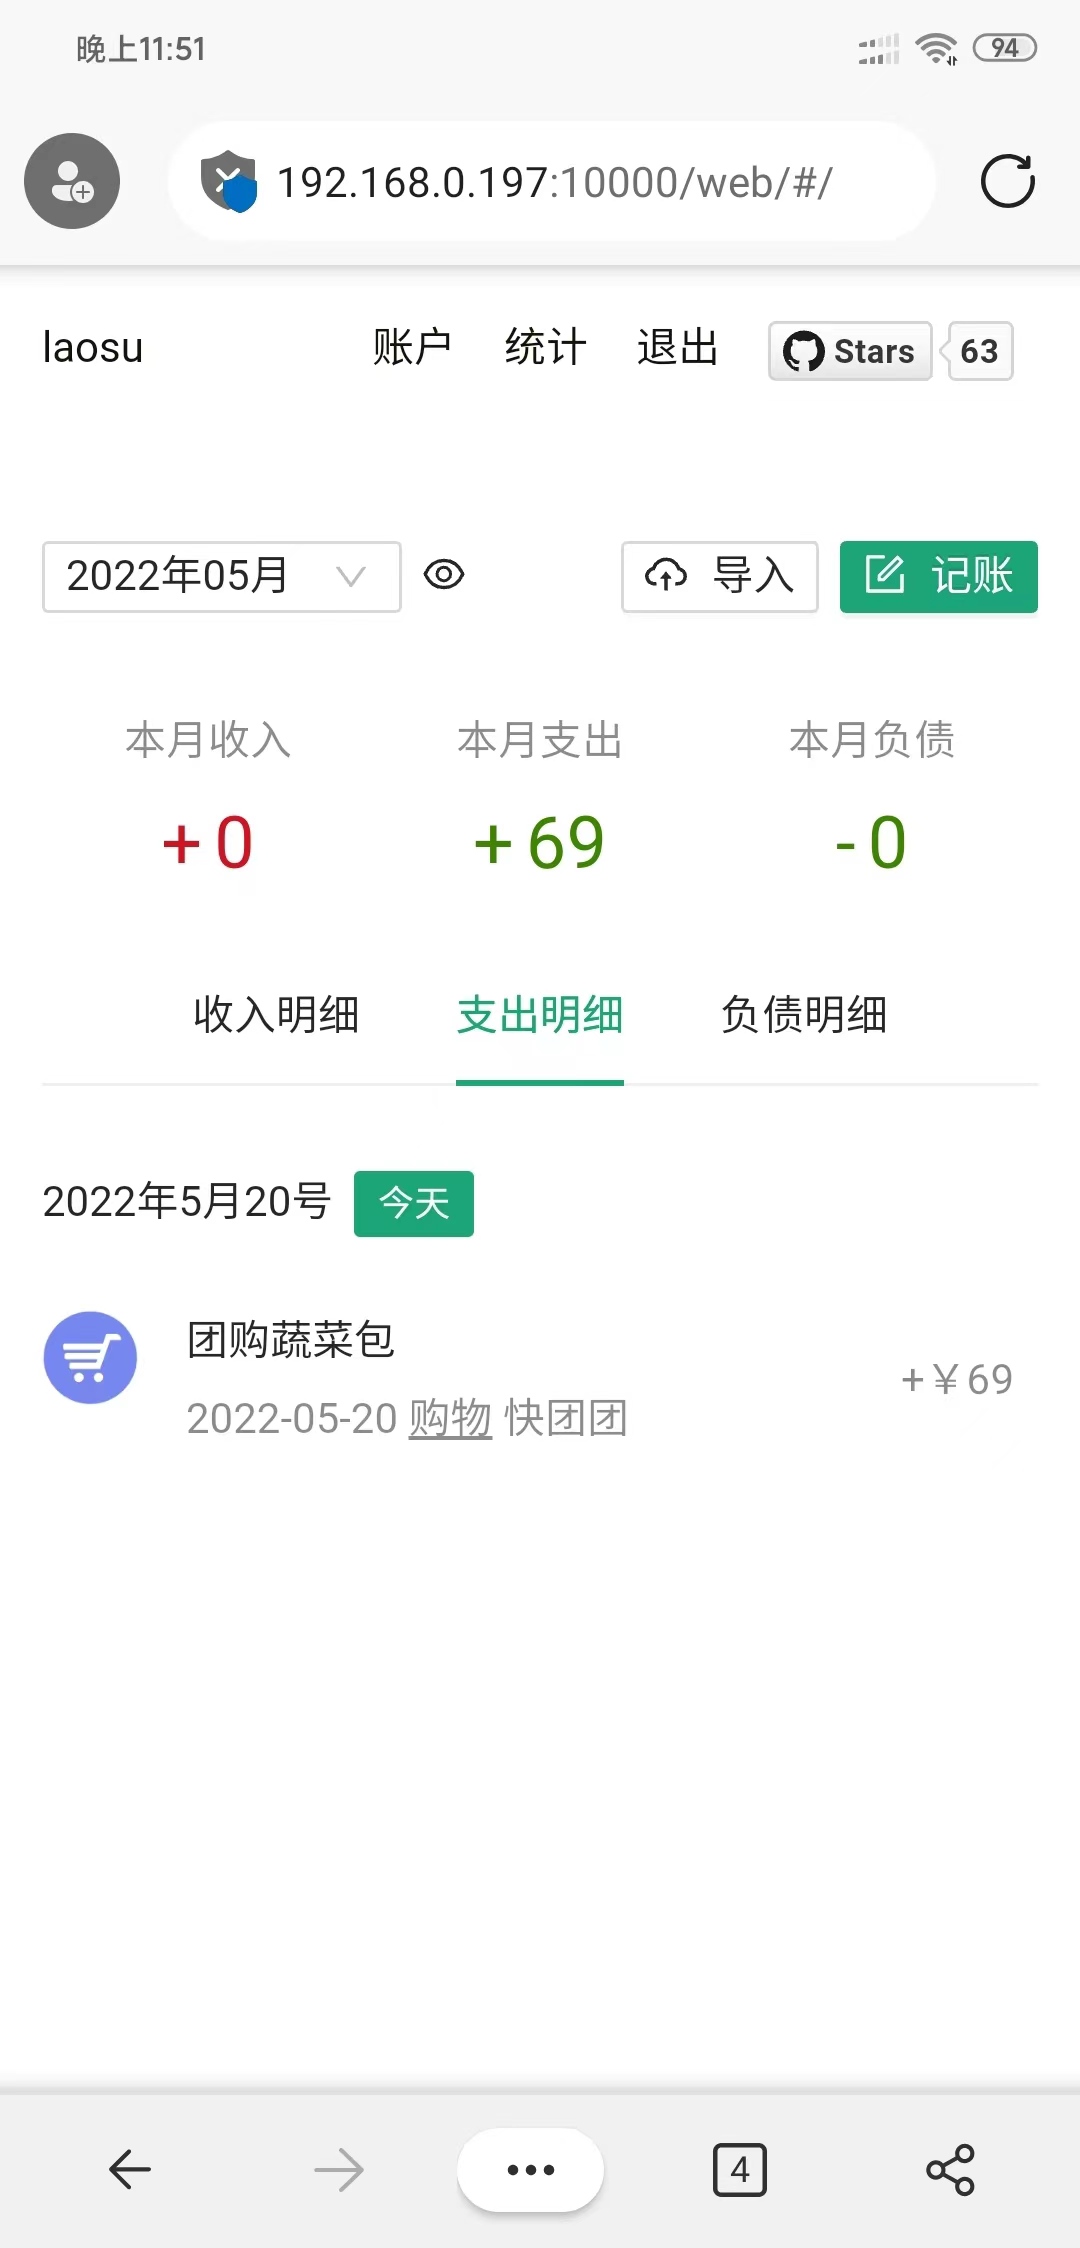 晚上11:51
94
192.168.0.197:10000/web/#/
laosu 账户 统计 退出 Stars 63
2022年05月 导入 记账
本月收入 本月支出 本月负债
+0 +69 -0
收入明细 支出明细 负债明细
2022年5月20号 今天
团购蔬菜包
+¥69
2022-05-20 购物 快团团
4